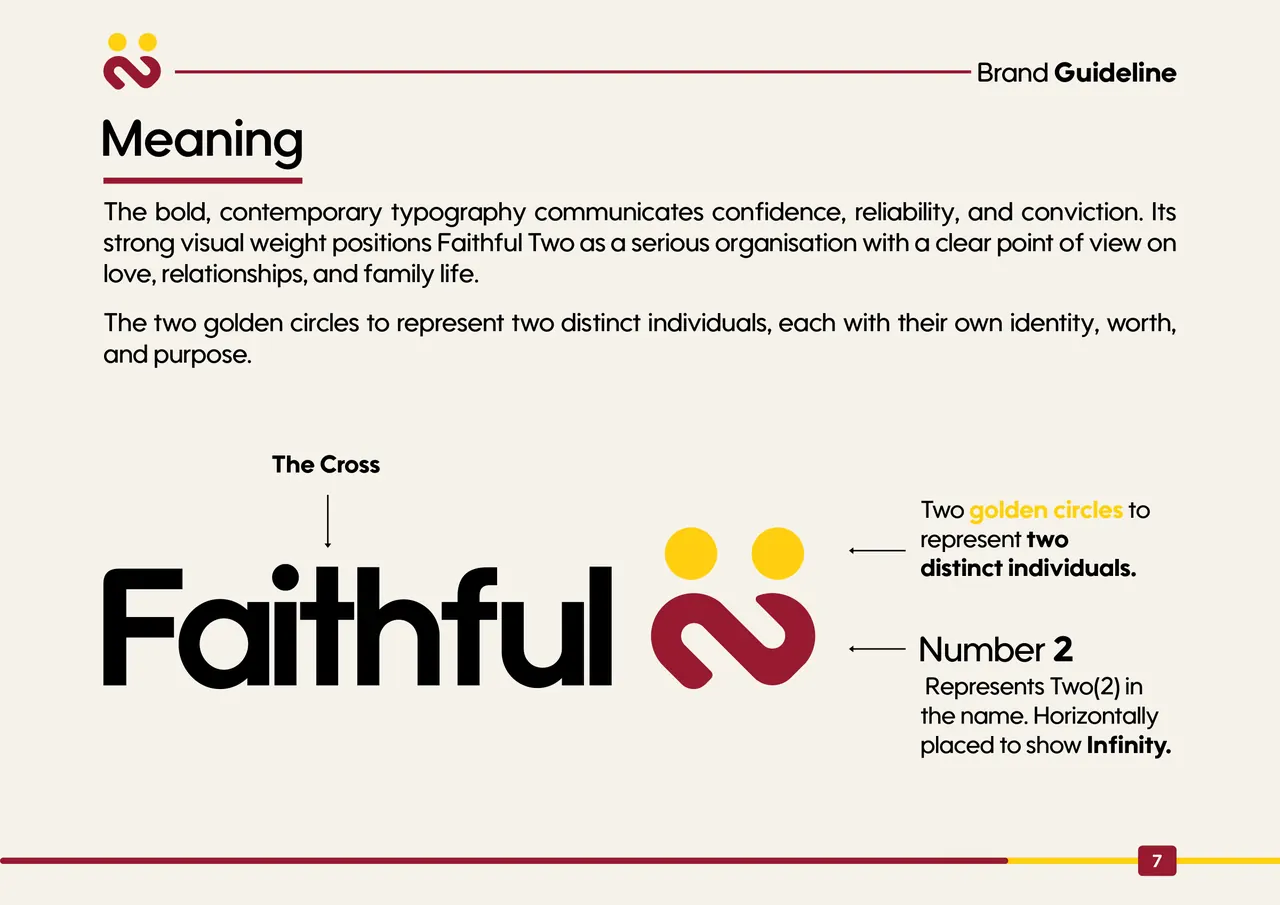 Brand Guideline
Meaning
The bold, contemporary typography communicates confidence, reliability, and conviction. Its
strong visual weight positions Faithful Two as a serious organisation with a clear point of view on
love, relationships, and family life.
The two golden circles to represent two distinct individuals, each with their own identity, worth,
and purpose.
The Cross
Faithful
Two golden circles to
represent two
distinct individuals.
Number 2
Represents Two(2) in
the name. Horizontally
placed to show Infinity.
7